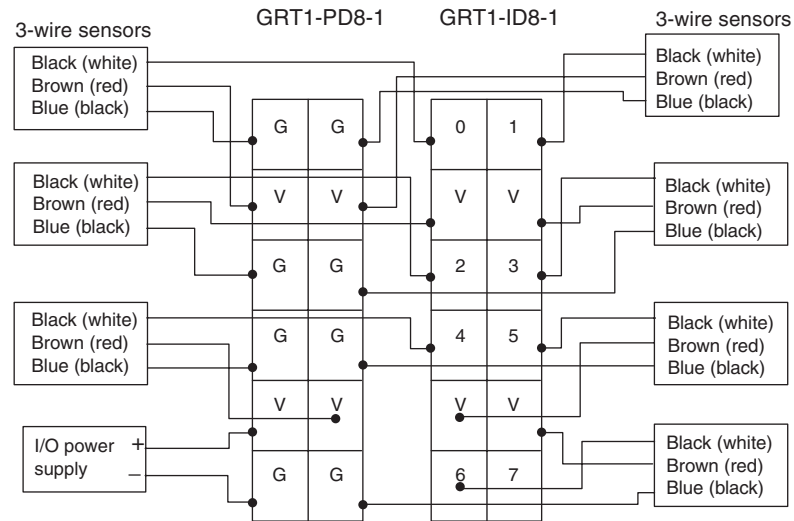 GRT1-PD8-1 GRT1-ID8-1
3-wire sensors 3-wire sensors
Black (white)
Brown (red)
Blue (black)
Black (white)
Brown (red)
Blue (black)
G G 0 1
Black (white)
Brown (red)
Blue (black)
V V V V
Black (white)
Brown (red)
Blue (black)
G G 2 3
Black (white)
Brown (red)
Blue (black)
G G 4 5
Black (white)
Brown (red)
Blue (black)
V V V V
I/O power +
supply –
G G 6 7
Black (white)
Brown (red)
Blue (black)